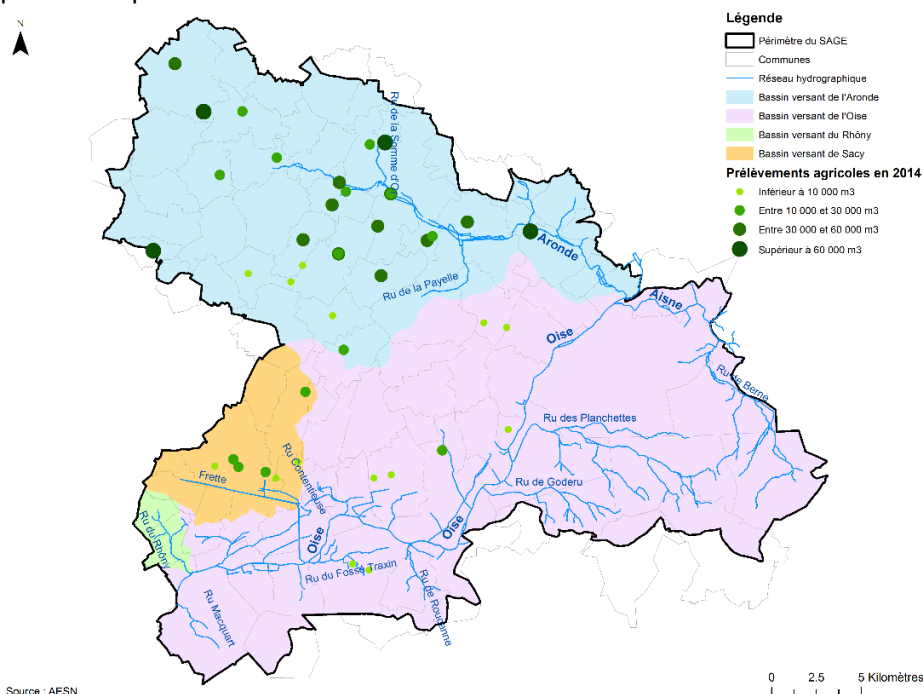 N
Légende
Périmètre du SAGE
Communes
Réseau hydrographique
Bassin versant de l'Aronde
Bassin versant de l'Oise
Bassin versant du Rhôny
Bassin versant de Sacy
Prélèvements agricoles en 2014
Inférieur à 10 000 m3
Entre 10 000 et 30 000 m3
Entre 30 000 et 60 000 m3
Supérieur à 60 000 m3
Ru de la Somme d'Or
Aronde
Ru de la Payelle
Aisne
Oise
Ru de Berne
Ru des Planchettes
Ru Contentieuse
Frette
Ru de Goderu
Oise
Oise
Ru du Rhôny
Ru du Fossé Traxin
Ru de Roucanne
Ru Macquart
0 2.5 5 Kilomètres
Source : AESN